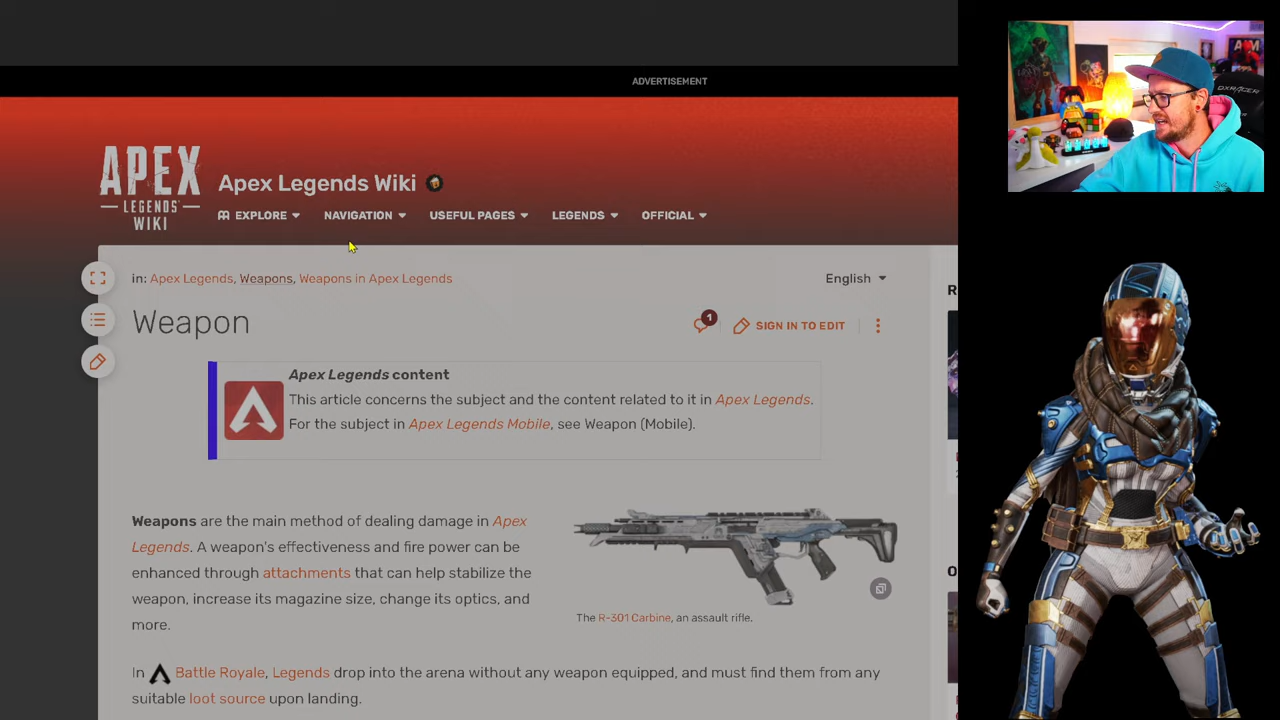 ADVERTISEMENT
APEX
LEGENDS
WIKI
Apex Legends Wiki
EXPLORE NAVIGATION USEFUL PAGES LEGENDS OFFICIAL
in: Apex Legends, Weapons, Weapons in Apex Legends
English
Weapon
1
SIGN IN TO EDIT
Apex Legends content
This article concerns the subject and the content related to it in Apex Legends.
For the subject in Apex Legends Mobile, see Weapon (Mobile).
Weapons are the main method of dealing damage in Apex
Legends. A weapon's effectiveness and fire power can be
enhanced through attachments that can help stabilize the
weapon, increase its magazine size, change its optics, and
more.
The R-301 Carbine, an assault rifle.
In Battle Royale, Legends drop into the arena without any weapon equipped, and must find them from any
suitable loot source upon landing.
DXRACER